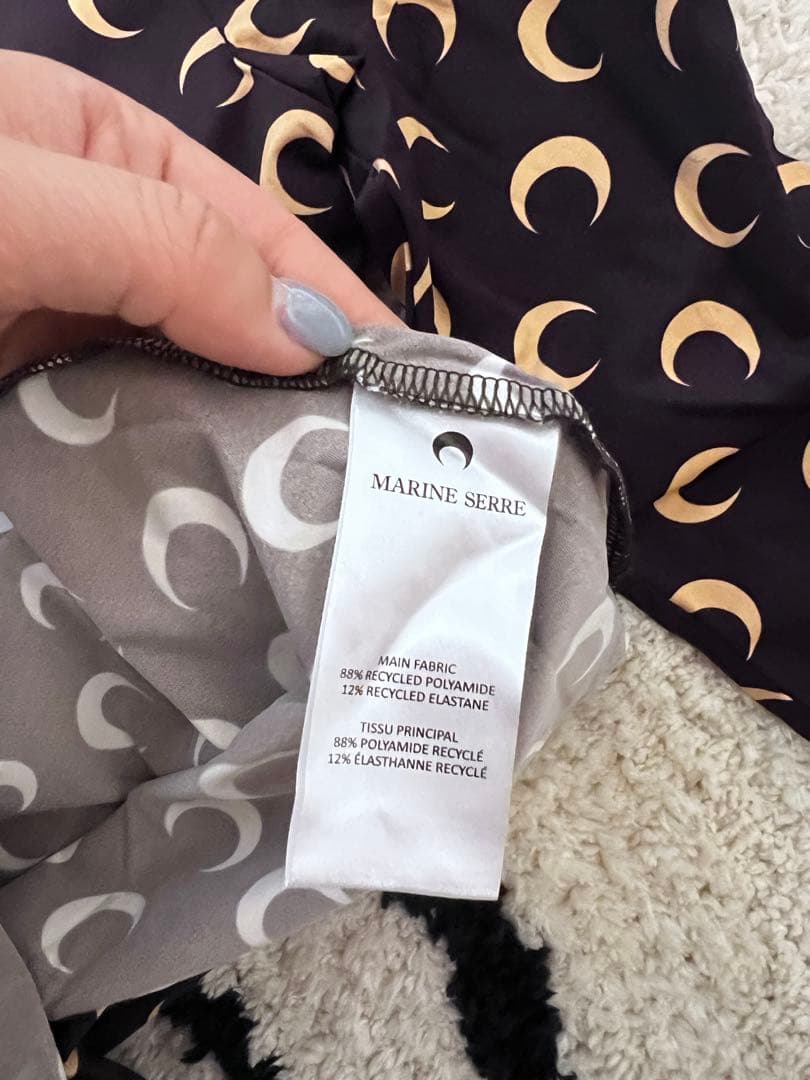 MARINE SERRE
MAIN FABRIC
88% RECYCLED POLYAMIDE
12% RECYCLED ELASTANE
TISSU PRINCIPAL
88% POLYAMIDE RECYCLÉ
12% ÉLASTHANNE RECYCLÉ